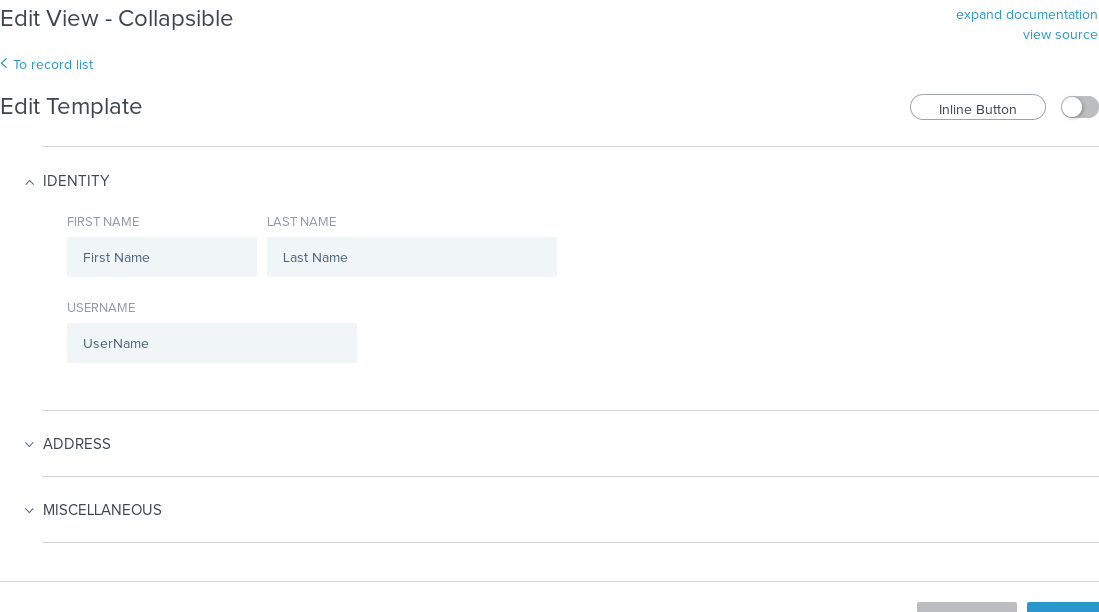 Edit View - Collapsible
expand documentation
view source
To record list
Edit Template
Inline Button
IDENTITY
FIRST NAME
LAST NAME
First Name
Last Name
USERNAME
UserName
ADDRESS
MISCELLANEOUS